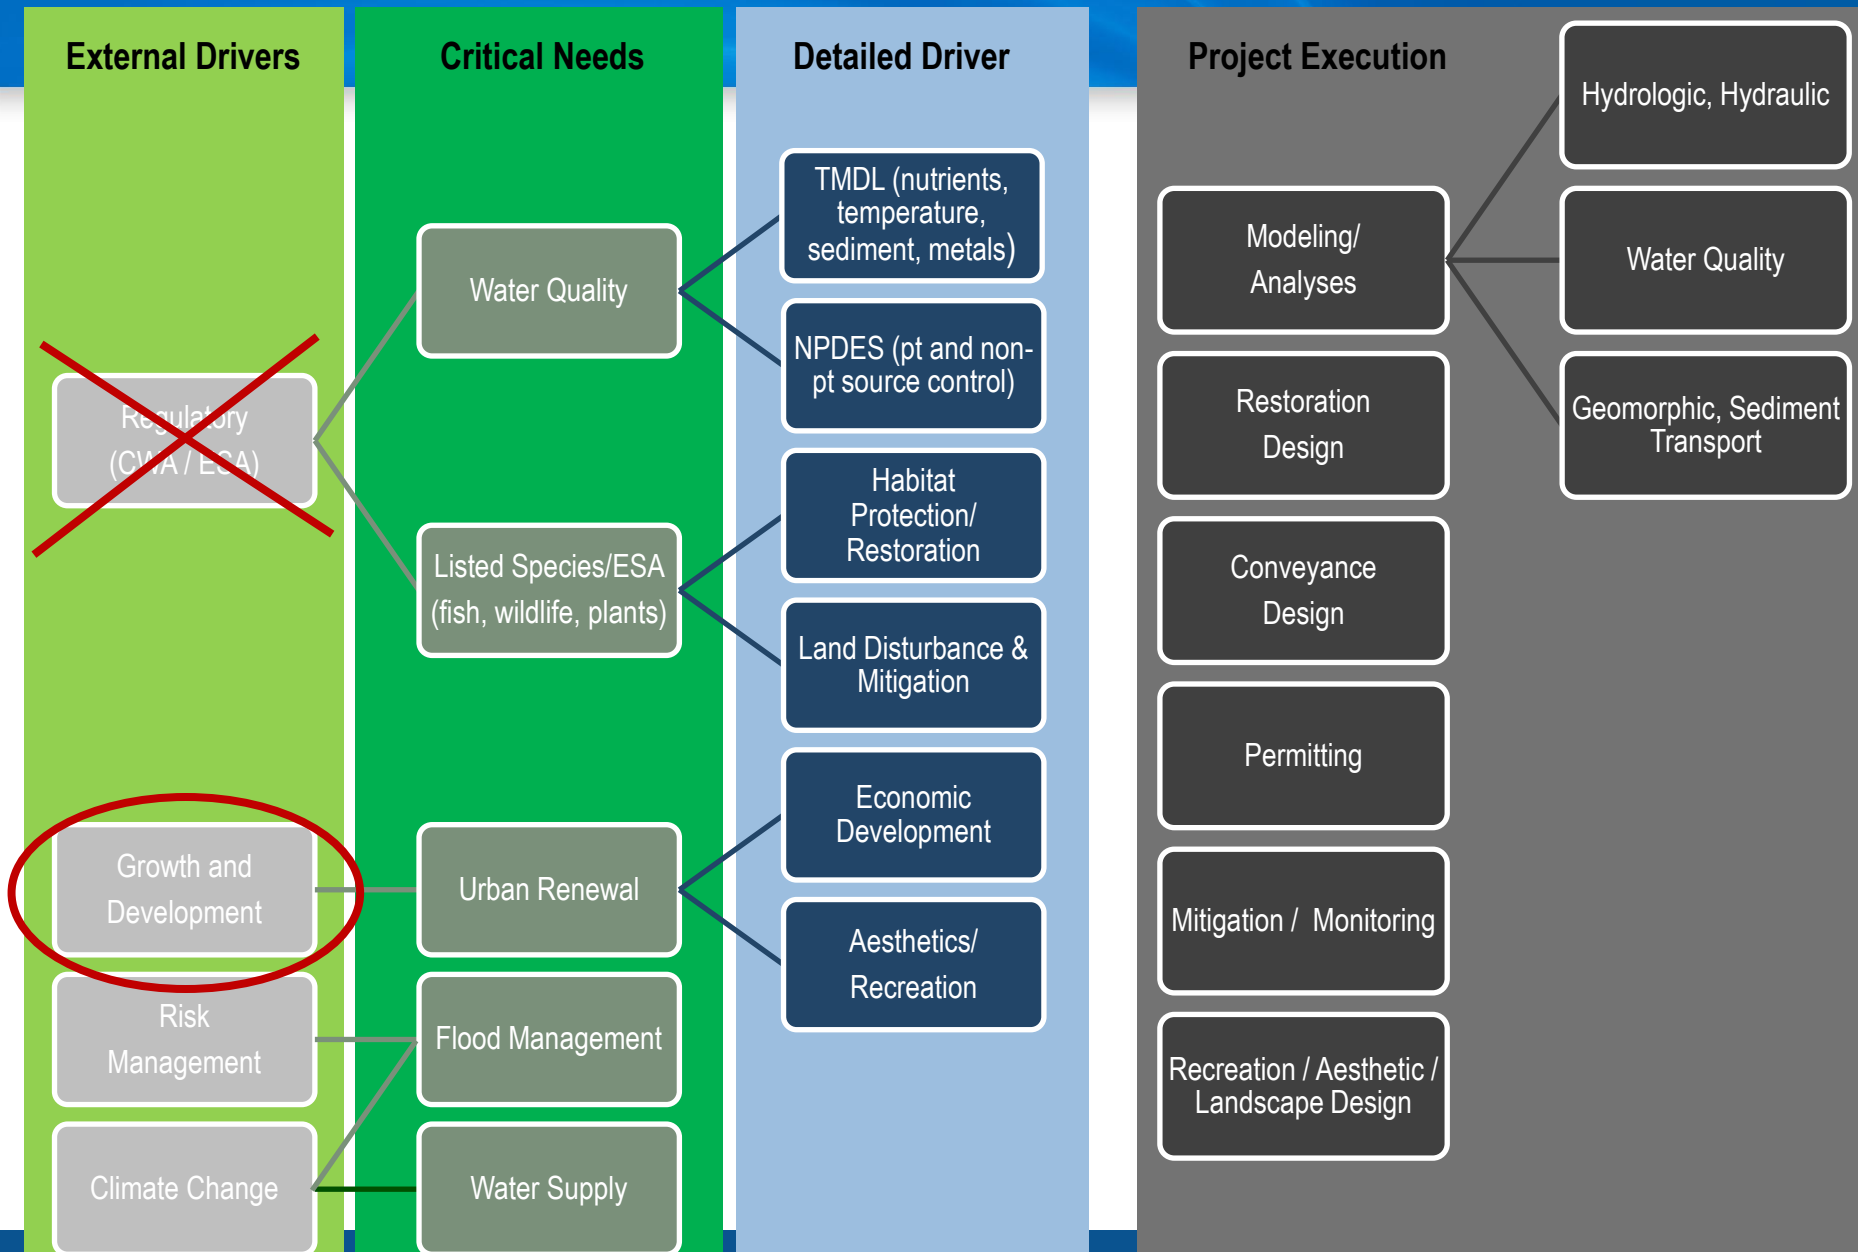 External Drivers
Critical Needs
Detailed Driver
Project Execution
Regulatory
(CWA / ESA)
Growth and
Development
Risk
Management
Climate Change
Water Quality
Listed Species/ESA
(fish, wildlife, plants)
Urban Renewal
Flood Management
Water Supply
TMDL (nutrients,
temperature,
sediment, metals)
NPDES (pt and non-
pt source control)
Habitat
Protection/
Restoration
Land Disturbance &
Mitigation
Economic
Development
Aesthetics/
Recreation
Modeling/
Analyses
Restoration
Design
Conveyance
Design
Permitting
Mitigation / Monitoring
Recreation / Aesthetic /
Landscape Design
Hydrologic, Hydraulic
Water Quality
Geomorphic, Sediment
Transport